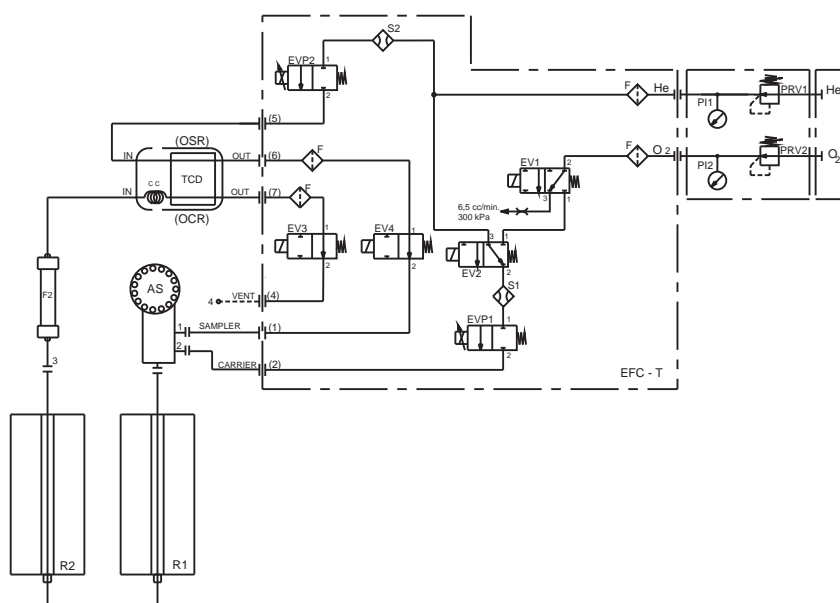 S2
EVP2
1
2
F
He
PI1
PRV1
He
(5)
(OSR)
IN
OUT
(6)
F
TCD
C C
IN
OUT
(7)
F
(OCR)
F
O 2
PI2
PRV2
O2
EV1
2
3
1
6,5 cc/min.
300 kPa
EV3
1
2
EV4
1
2
3
1
EV2
2
S1
F2
AS
4
VENT
(4)
1
SAMPLER
(1)
2
CARRIER
(2)
EVP1
1
2
3
EFC - T
R2
R1